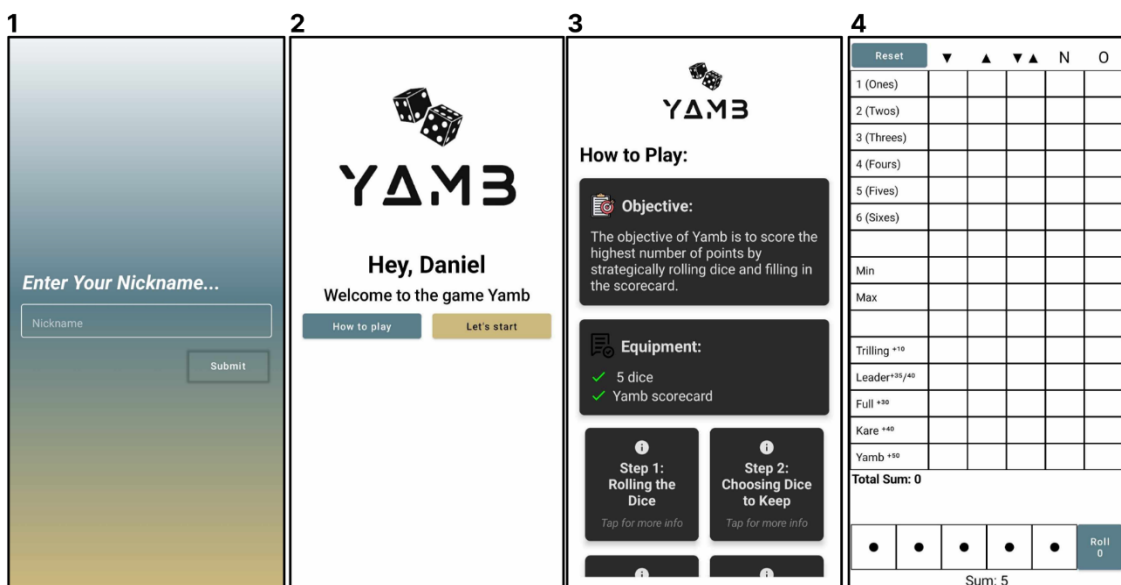 1
Enter Your Nickname...
Nickname
Submit
2
YAMB
Hey, Daniel
Welcome to the game Yamb
How to play
Let's start
3
YAMB
How to Play:
Objective:
The objective of Yamb is to score the
highest number of points by
strategically rolling dice and filling in
the scorecard.
Equipment:
5 dice
Yamb scorecard
Step 1:
Rolling the
Dice
Tap for more info
Step 2:
Choosing Dice
to Keep
Tap for more info
4
Reset ▼ ▲ ▼▲ N O
1 (Ones)
2 (Twos)
3 (Threes)
4 (Fours)
5 (Fives)
6 (Sixes)
Min
Max
Trilling +10
Leader+35/40
Full +30
Kare +40
Yamb +50
Total Sum: 0
Roll
0
Sum: 5